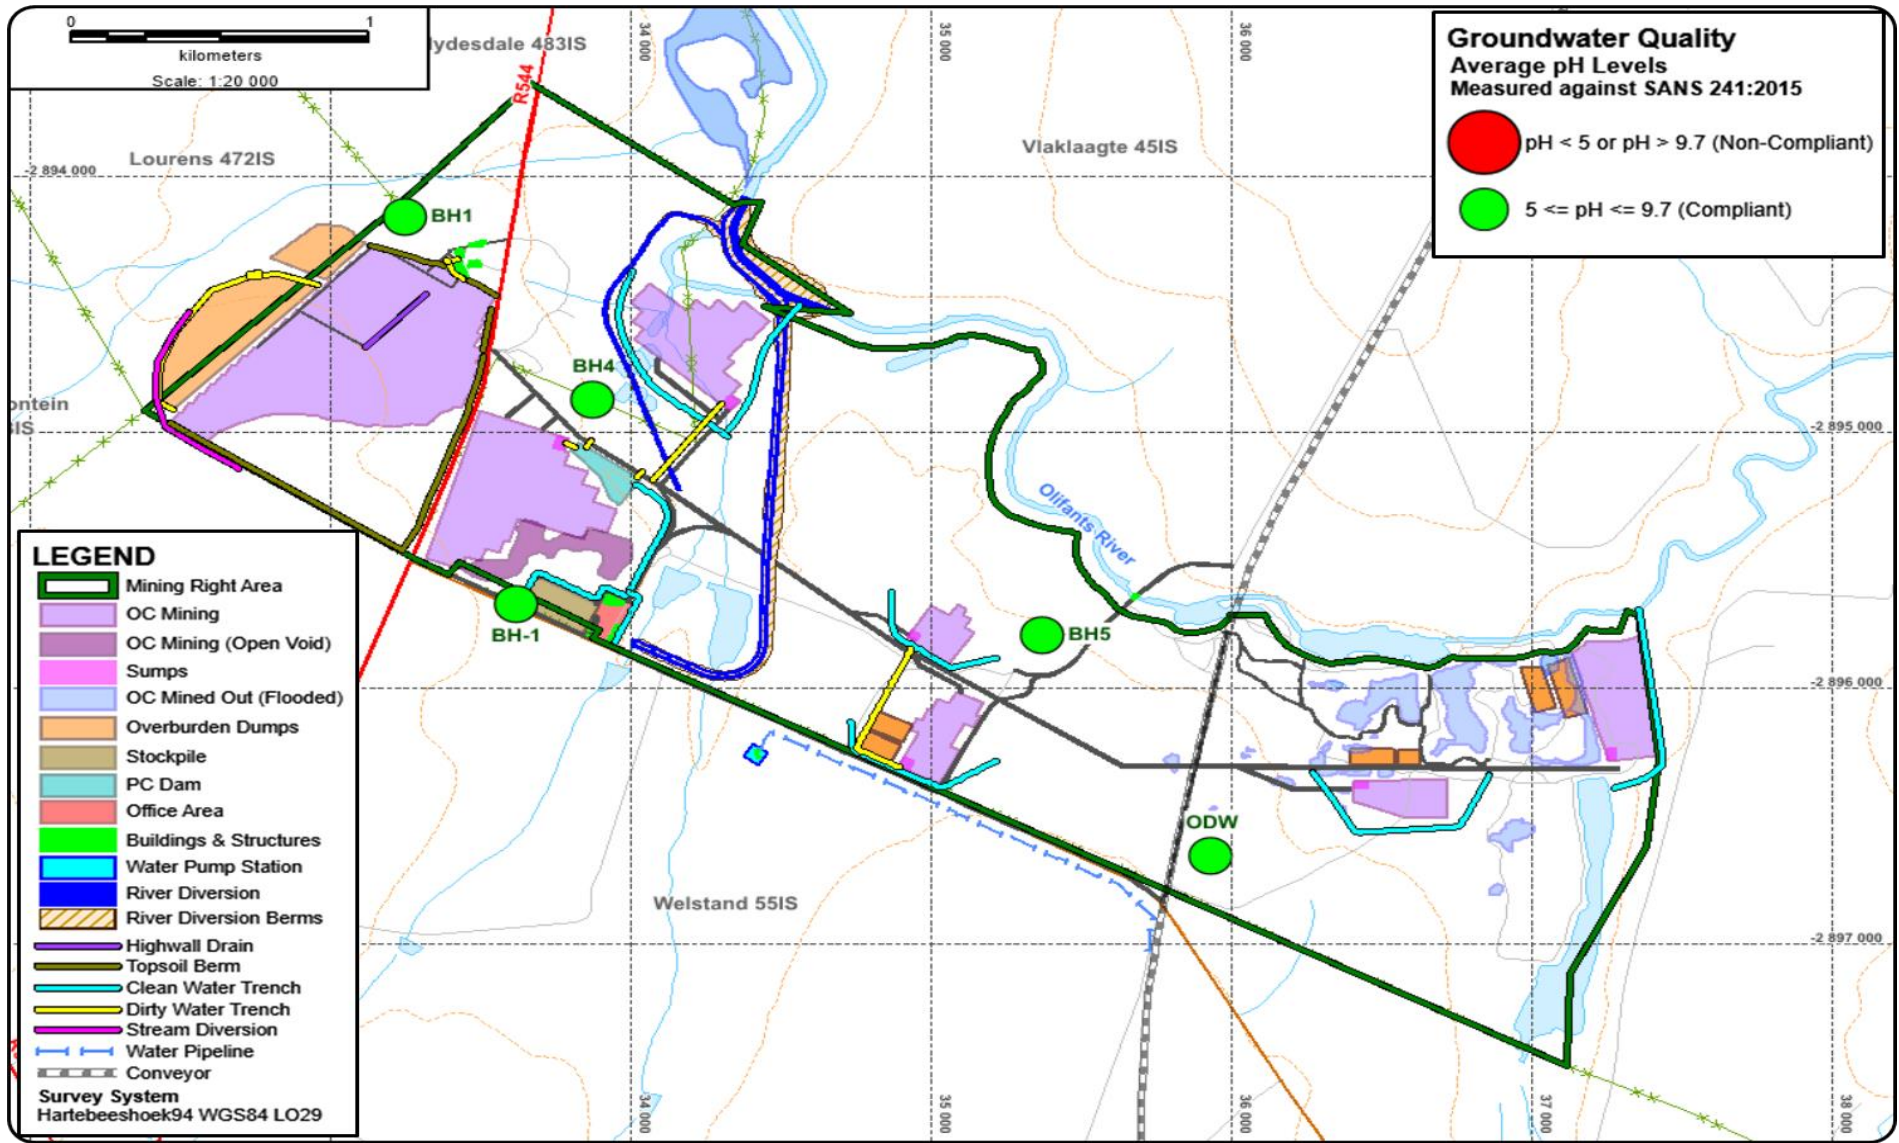 0 1
kilometers
Scale: 1:20 000
lydesdale 483IS
R544
34 000
35 000
36 000
Groundwater Quality
Average pH Levels
Measured against SANS 241:2015
pH < 5 or pH > 9.7 (Non-Compliant)
5 <= pH <= 9.7 (Compliant)
Lourens 472IS
Vlaklaagte 45IS
-2 894 000
BH1
BH4
ontein
IS
-2 895 000
Olifants River
BH-1
BH5
-2 896 000
ODW
Welstand 55IS
-2 897 000
LEGEND
Mining Right Area
OC Mining
OC Mining (Open Void)
Sumps
OC Mined Out (Flooded)
Overburden Dumps
Stockpile
PC Dam
Office Area
Buildings & Structures
Water Pump Station
River Diversion
River Diversion Berms
Highwall Drain
Topsoil Berm
Clean Water Trench
Dirty Water Trench
Stream Diversion
Water Pipeline
Conveyor
Survey System
Hartebeeshoek94 WGS84 LO29
34 000
35 000
36 000
37 000
38 000